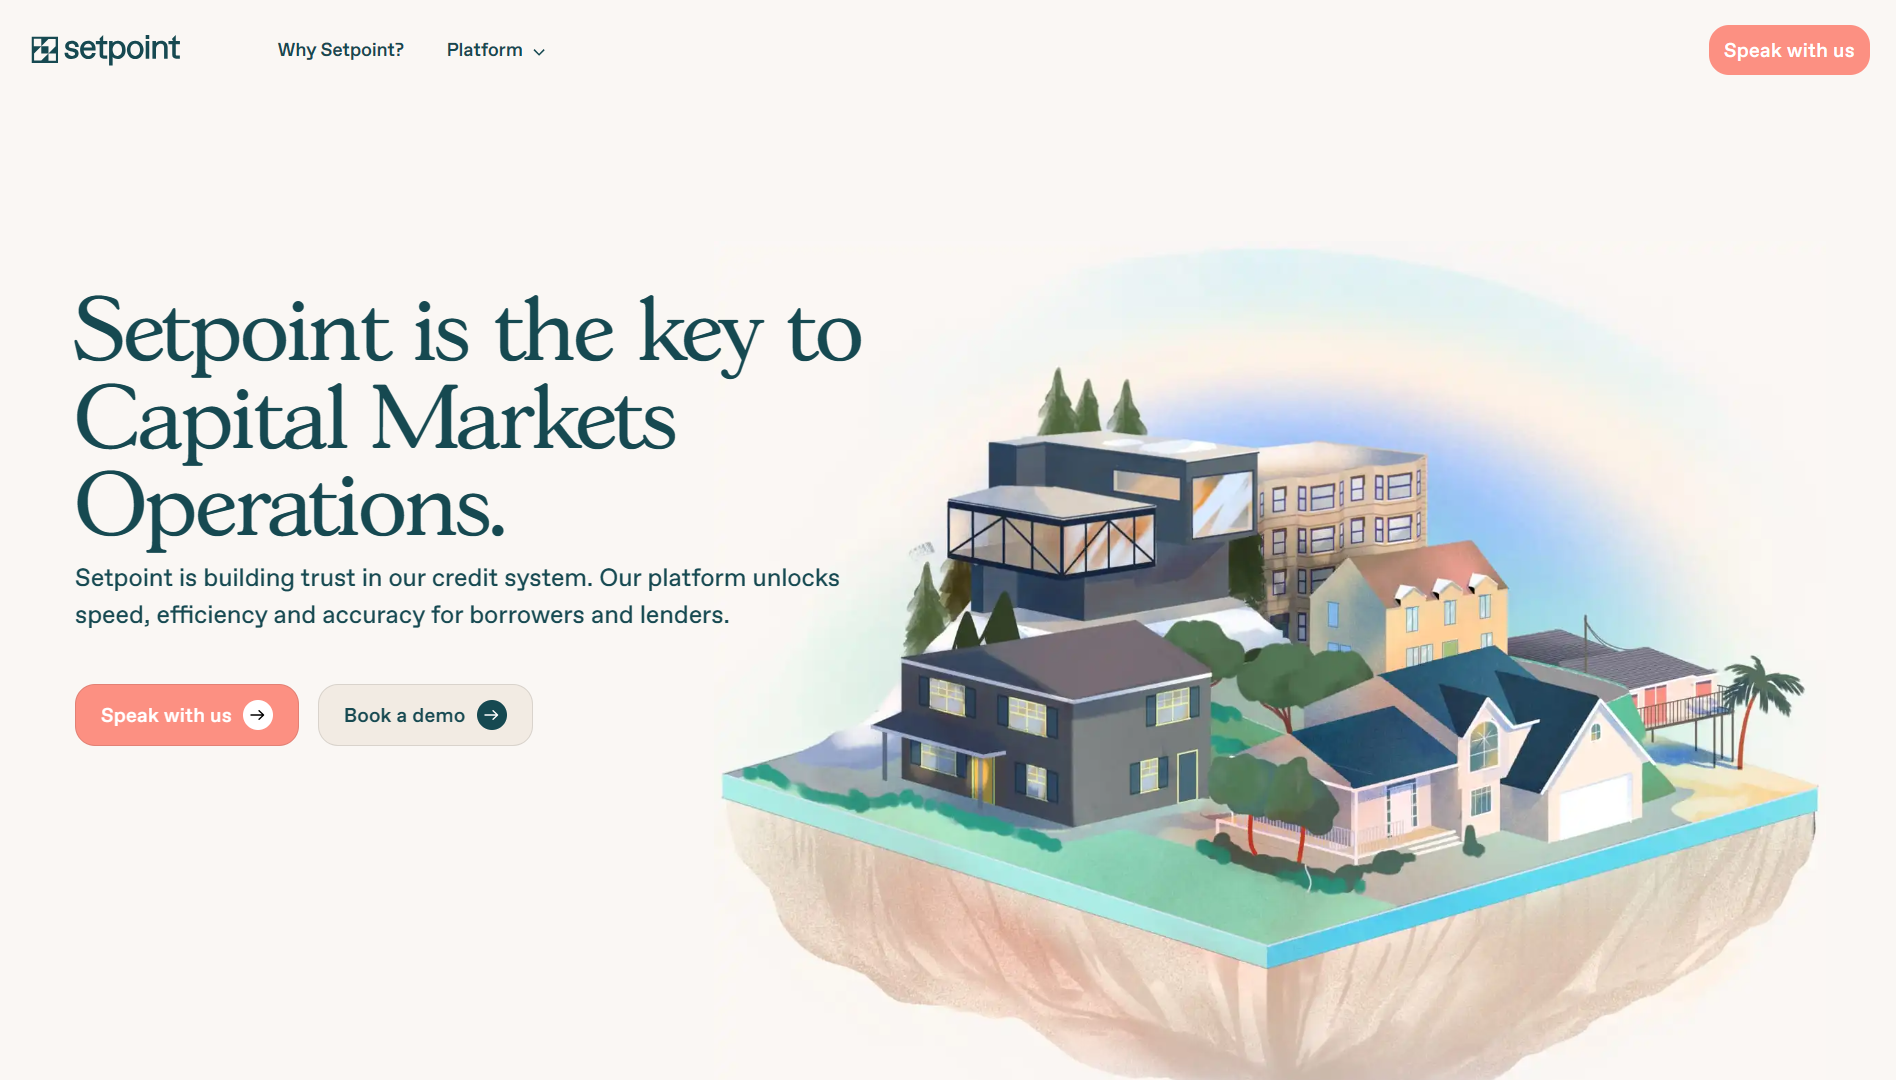 setpoint
Why Setpoint?
Platform
Speak with us
Setpoint is the key to
Capital Markets
Operations.
Setpoint is building trust in our credit system. Our platform unlocks
speed, efficiency and accuracy for borrowers and lenders.
Speak with us
Book a demo